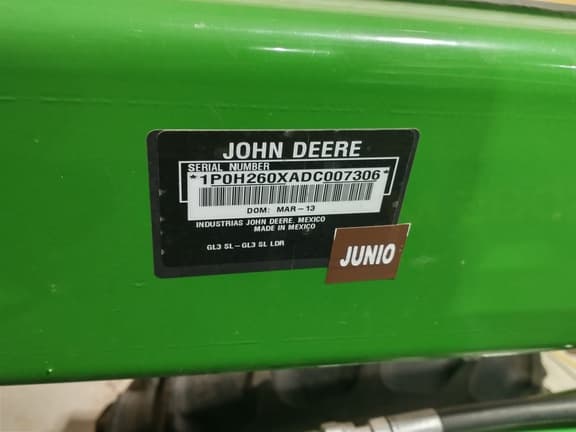 JOHN DEERE
SERIAL NUMBER
*1P0H260XADC007306*
DOM: MAR-13
INDUSTRIAS JOHN DEERE, MEXICO
MADE IN MEXICO
GL3 SL-GL3 SL LDR
JUNIO